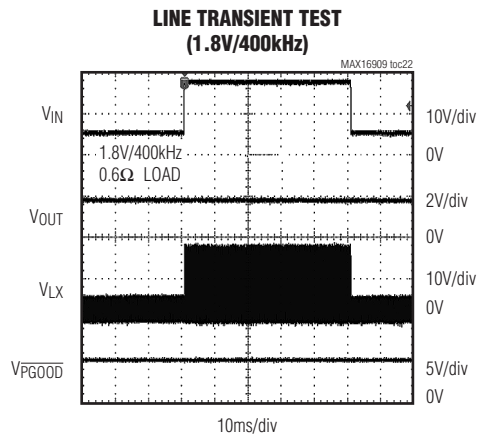 LINE TRANSIENT TEST
(1.8V/400kHz)
MAX16909 toc22
VIN
10V/div
0V
1.8V/400kHz
0.6Ω LOAD
VOUT
2V/div
0V
VLX
10V/div
0V
VPGOOD
5V/div
0V
10ms/div